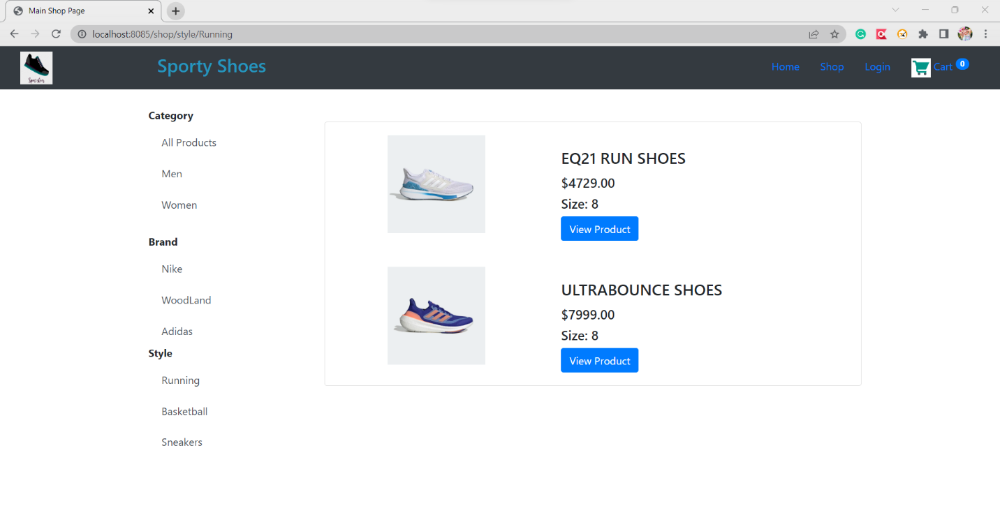 Main Shop Page
localhost:8085/shop/style/Running
Sporty Shoes
Home
Shop
Login
Cart 0
Category
All Products
Men
Women
Brand
Nike
WoodLand
Adidas
Style
Running
Basketball
Sneakers
EQ21 RUN SHOES
$4729.00
Size: 8
View Product
ULTRABOUNCE SHOES
$7999.00
Size: 8
View Product